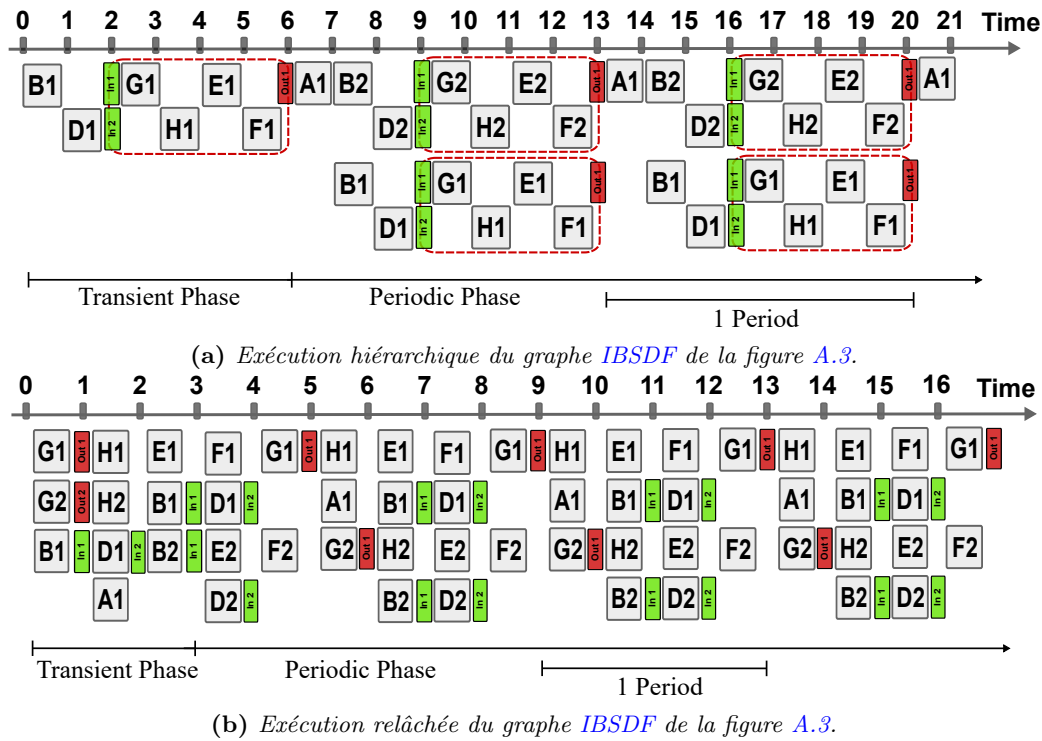 0 1 2 3 4 5 6 7 8 9 10 11 12 13 14 15 16 17 18 19 20 21 Time
B1 In 1 G1 E1 Out 1 A1 B2 In 1 G2 E2 Out 1 A1 B2 In 1 G2 E2 Out 1 A1
D1 In 2 H1 F1 D2 In 2 H2 F2 D2 In 2 H2 F2
B1 In 1 G1 E1 Out 1 B1 In 1 G1 E1 Out 1
D1 In 2 H1 F1 D1 In 2 H1 F1
Transient Phase Periodic Phase
1 Period
(a) Exécution hiérarchique du graphe IBSDF de la figure A.3.
0 1 2 3 4 5 6 7 8 9 10 11 12 13 14 15 16 Time
G1 Out 1 H1 E1 F1 G1 Out 1 H1 E1 F1 G1 Out 1 H1 E1 F1 G1 Out 1 H1 E1 F1 G1 Out 1
G2 Out 2 H2 B1 In 1 D1 In 2 A1 B1 In 1 D1 In 2 A1 B1 In 1 D1 In 2 A1 B1 In 1 D1 In 2
B1 In 1 D1 In 2 B2 In 1 E2 F2 G2 Out 1 H2 E2 F2 G2 Out 1 H2 E2 F2 G2 Out 1 H2 E2 F2
A1 D2 In 2 B2 In 1 D2 In 2 B2 In 1 D2 In 2 B2 In 1 D2 In 2
Transient Phase Periodic Phase
1 Period
(b) Exécution relâchée du graphe IBSDF de la figure A.3.